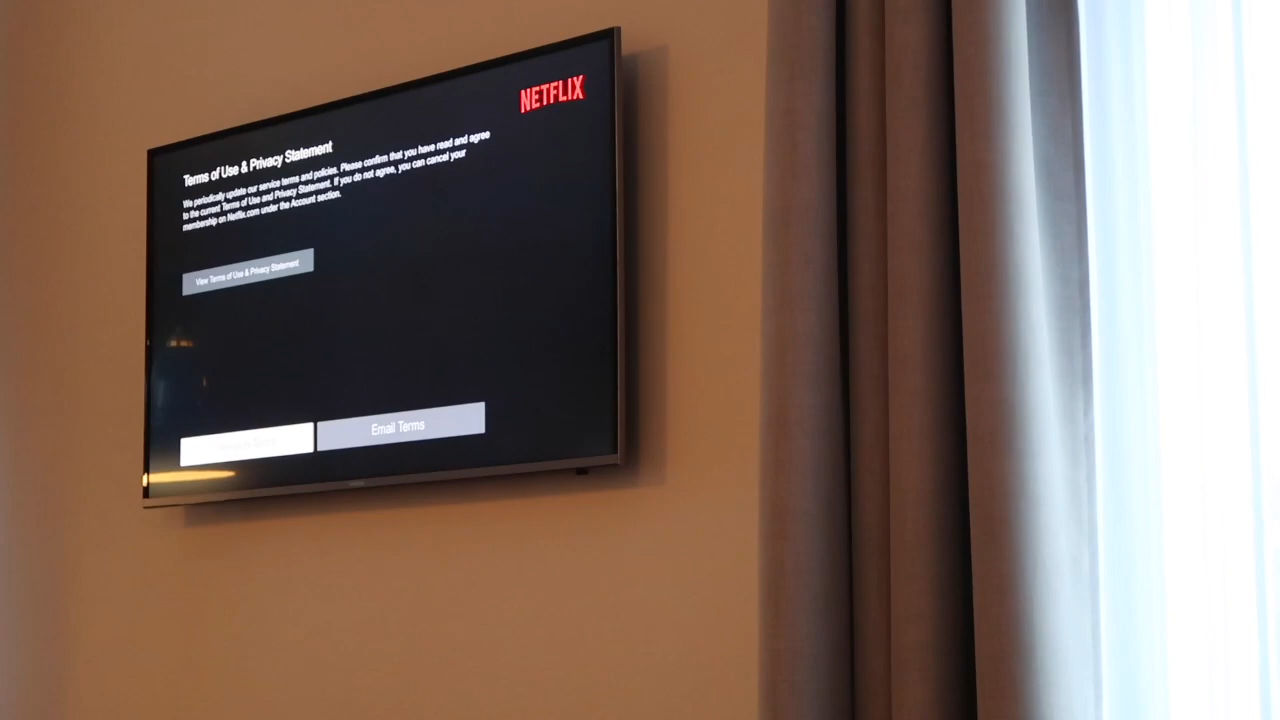 NETFLIX
Terms of Use & Privacy Statement
We periodically update our service terms and policies. Please confirm that you have read and agree
to the current Terms of Use and Privacy Statement. If you do not agree, you can cancel your
membership on Netflix.com under the Account section.
View Terms of Use & Privacy Statement
Email Terms